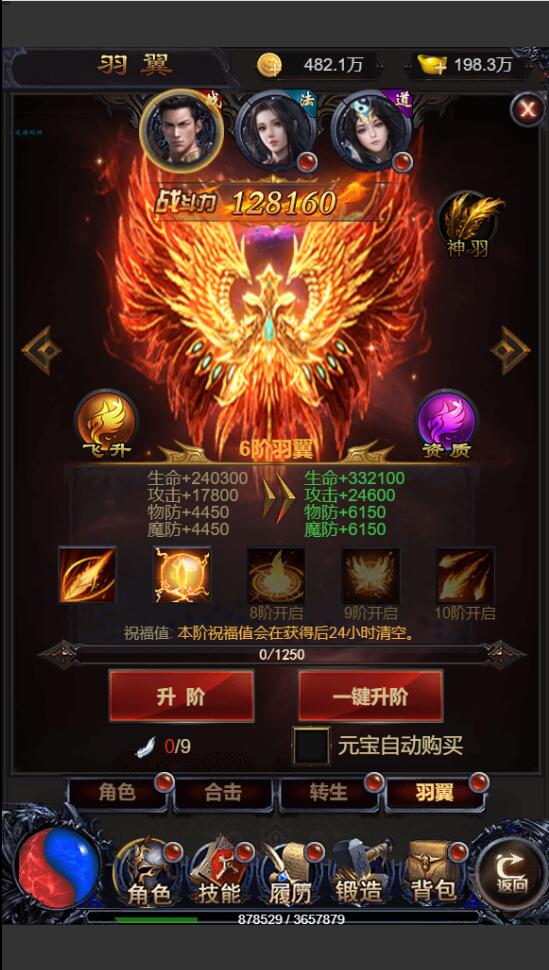 羽翼
482.1万
198.3万
战
法
道
战斗力 128160
神羽
飞升
资质
6阶羽翼
生命+240300
生命+332100
攻击+17800
攻击+24600
物防+4450
物防+6150
魔防+4450
魔防+6150
8阶开启
9阶开启
10阶开启
祝福值: 本阶祝福值会在获得后24小时清空。
0/1250
升 阶
一键升阶
0/9
元宝自动购买
角色
合击
转生
羽翼
角色
技能
履历
锻造
背包
返回
878529 / 3657879